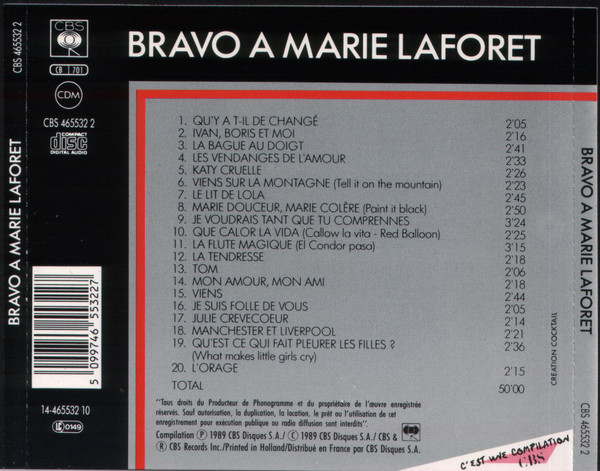 CBS 465532 2
BRAVO A MARIE LAFORET
CBS
CB 701
CDM
CBS 465532 2
COMPACT
disc
DIGITAL AUDIO
BRAVO A MARIE LAFORET
1. QU'Y A T-IL DE CHANGÉ 2'05
2. IVAN, BORIS ET MOI 2'16
3. LA BAGUE AU DOIGT 2'41
4. LES VENDANGES DE L'AMOUR 2'33
5. KATY CRUELLE 2'26
6. VIENS SUR LA MONTAGNE (Tell it on the mountain) 2'23
7. LE LIT DE LOLA 2'45
8. MARIE DOUCEUR, MARIE COLÈRE (Paint it black) 2'50
9. JE VOUDRAIS TANT QUE TU COMPRENNES 3'24
10. QUE CALOR LA VIDA (Callow la vita - Red Balloon) 2'25
11. LA FLUTE MAGIQUE (El Condor pasa) 3'15
12. LA TENDRESSE 2'18
13. TOM 2'06
14. MON AMOUR, MON AMI 2'18
15. VIENS 2'44
16. JE SUIS FOLLE DE VOUS 2'05
17. JULIE CREVECOEUR 2'14
18. MANCHESTER ET LIVERPOOL 2'21
19. QU'EST CE QUI FAIT PLEURER LES FILLES ? 2'36
(What makes little girls cry)
20. L'ORAGE 2'15
TOTAL 50'00
"Tous droits du Producteur de Phonogramme et du propriétaire de l'œuvre enregistrée
réservés. Sauf autorisation, la duplication, la location, le prêt ou l'utilisation de cet
enregistrement pour exécution publique ou radio diffusion sont interdits".
Compilation Ⓟ 1989 CBS Disques S.A./ © 1989 CBS Disques S.A./ CBS &
® CBS Records Inc./Printed in Holland/Distribué en France par CBS Disques S.A.
5 099746 553227
14-465532 10
0149
CREATION COCKTAIL
C'EST UNE COMPILATION
CBS
BRAVO A MARIE LAFORET
CBS 465532 2